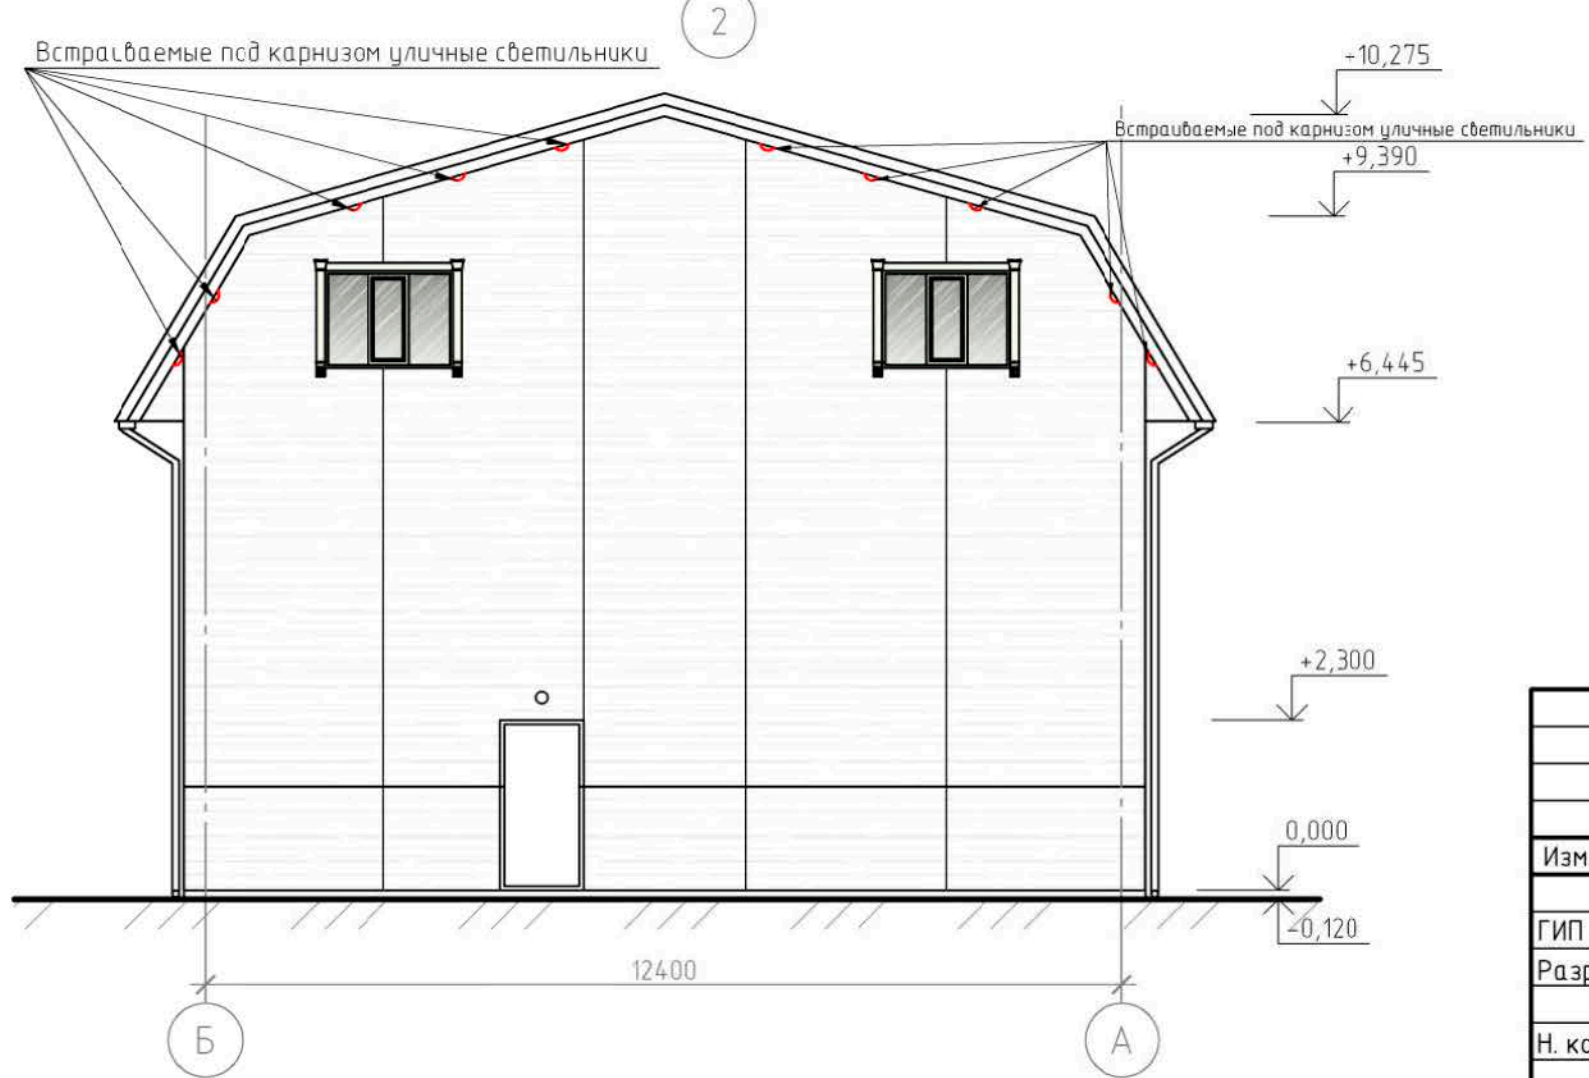 2
Встраиваемые под карнизом уличные светильники
+10,275
Встраиваемые под карнизом уличные светильники
+9,390
+6,445
+2,300
0,000
Изм
-0,120
ГИП
12400
Разр
Б
А
Н. ко